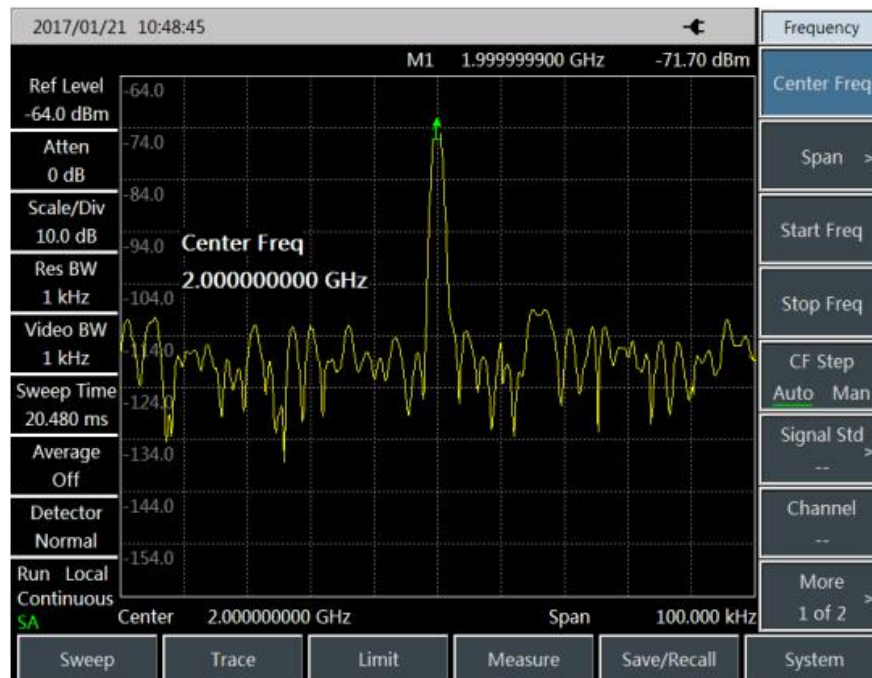 2017/01/21 10:48:45
Frequency
M1 1.999999900 GHz -71.70 dBm
Ref Level
-64.0 dBm
Atten
0 dB
Scale/Div
10.0 dB
Res BW
1 kHz
Video BW
1 kHz
Sweep Time
20.480 ms
Average
Off
Detector
Normal
Run Local
Continuous
SA
-64.0
-74.0
-84.0
-94.0
-104.0
-114.0
-124.0
-134.0
-144.0
-154.0
Center Freq
2.000000000 GHz
Center 2.000000000 GHz Span 100.000 kHz
Center Freq
Span >
Start Freq
Stop Freq
CF Step
Auto Man
Signal Std >
--
Channel
--
More >
1 of 2
Sweep Trace Limit Measure Save/Recall System